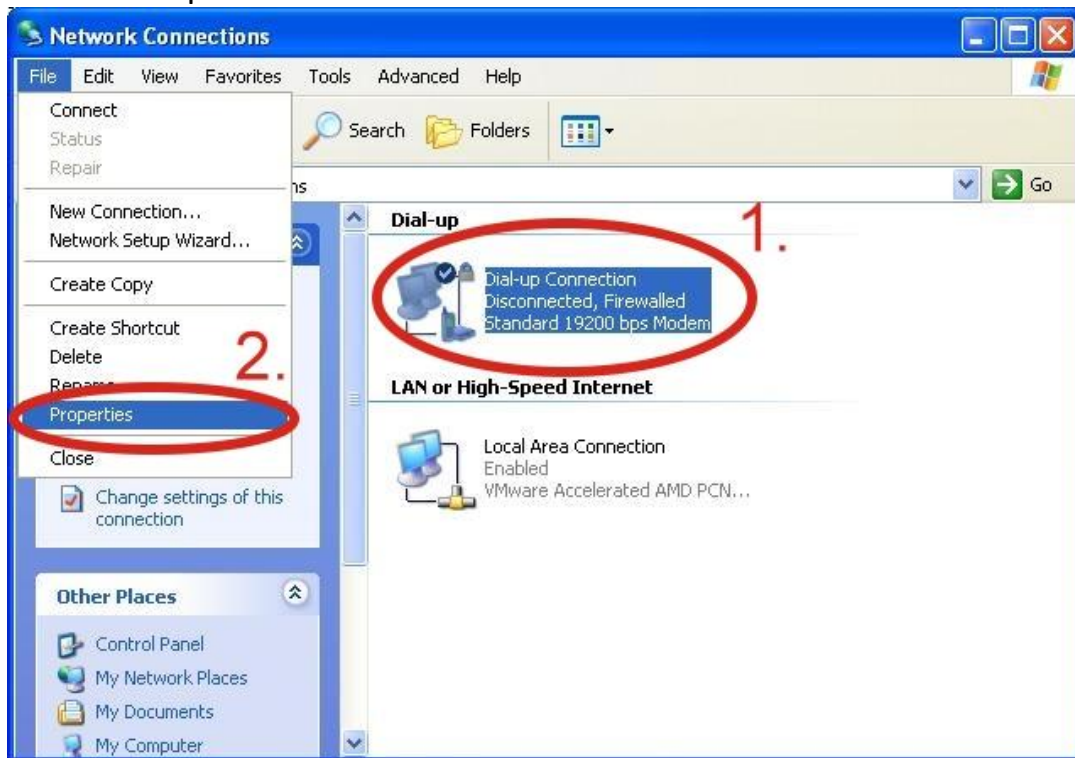 Network Connections
File Edit View Favorites Tools Advanced Help
Connect
Status
Repair
New Connection...
Network Setup Wizard...
Create Copy
Create Shortcut
Delete
Rename
Properties
Close
Search Folders
ns
Go
1.
2.
Dial-up
Dial-up Connection
Disconnected, Firewalled
Standard 19200 bps Modem
LAN or High-Speed Internet
Local Area Connection
Enabled
VMware Accelerated AMD PCN...
Change settings of this
connection
Other Places
Control Panel
My Network Places
My Documents
My Computer